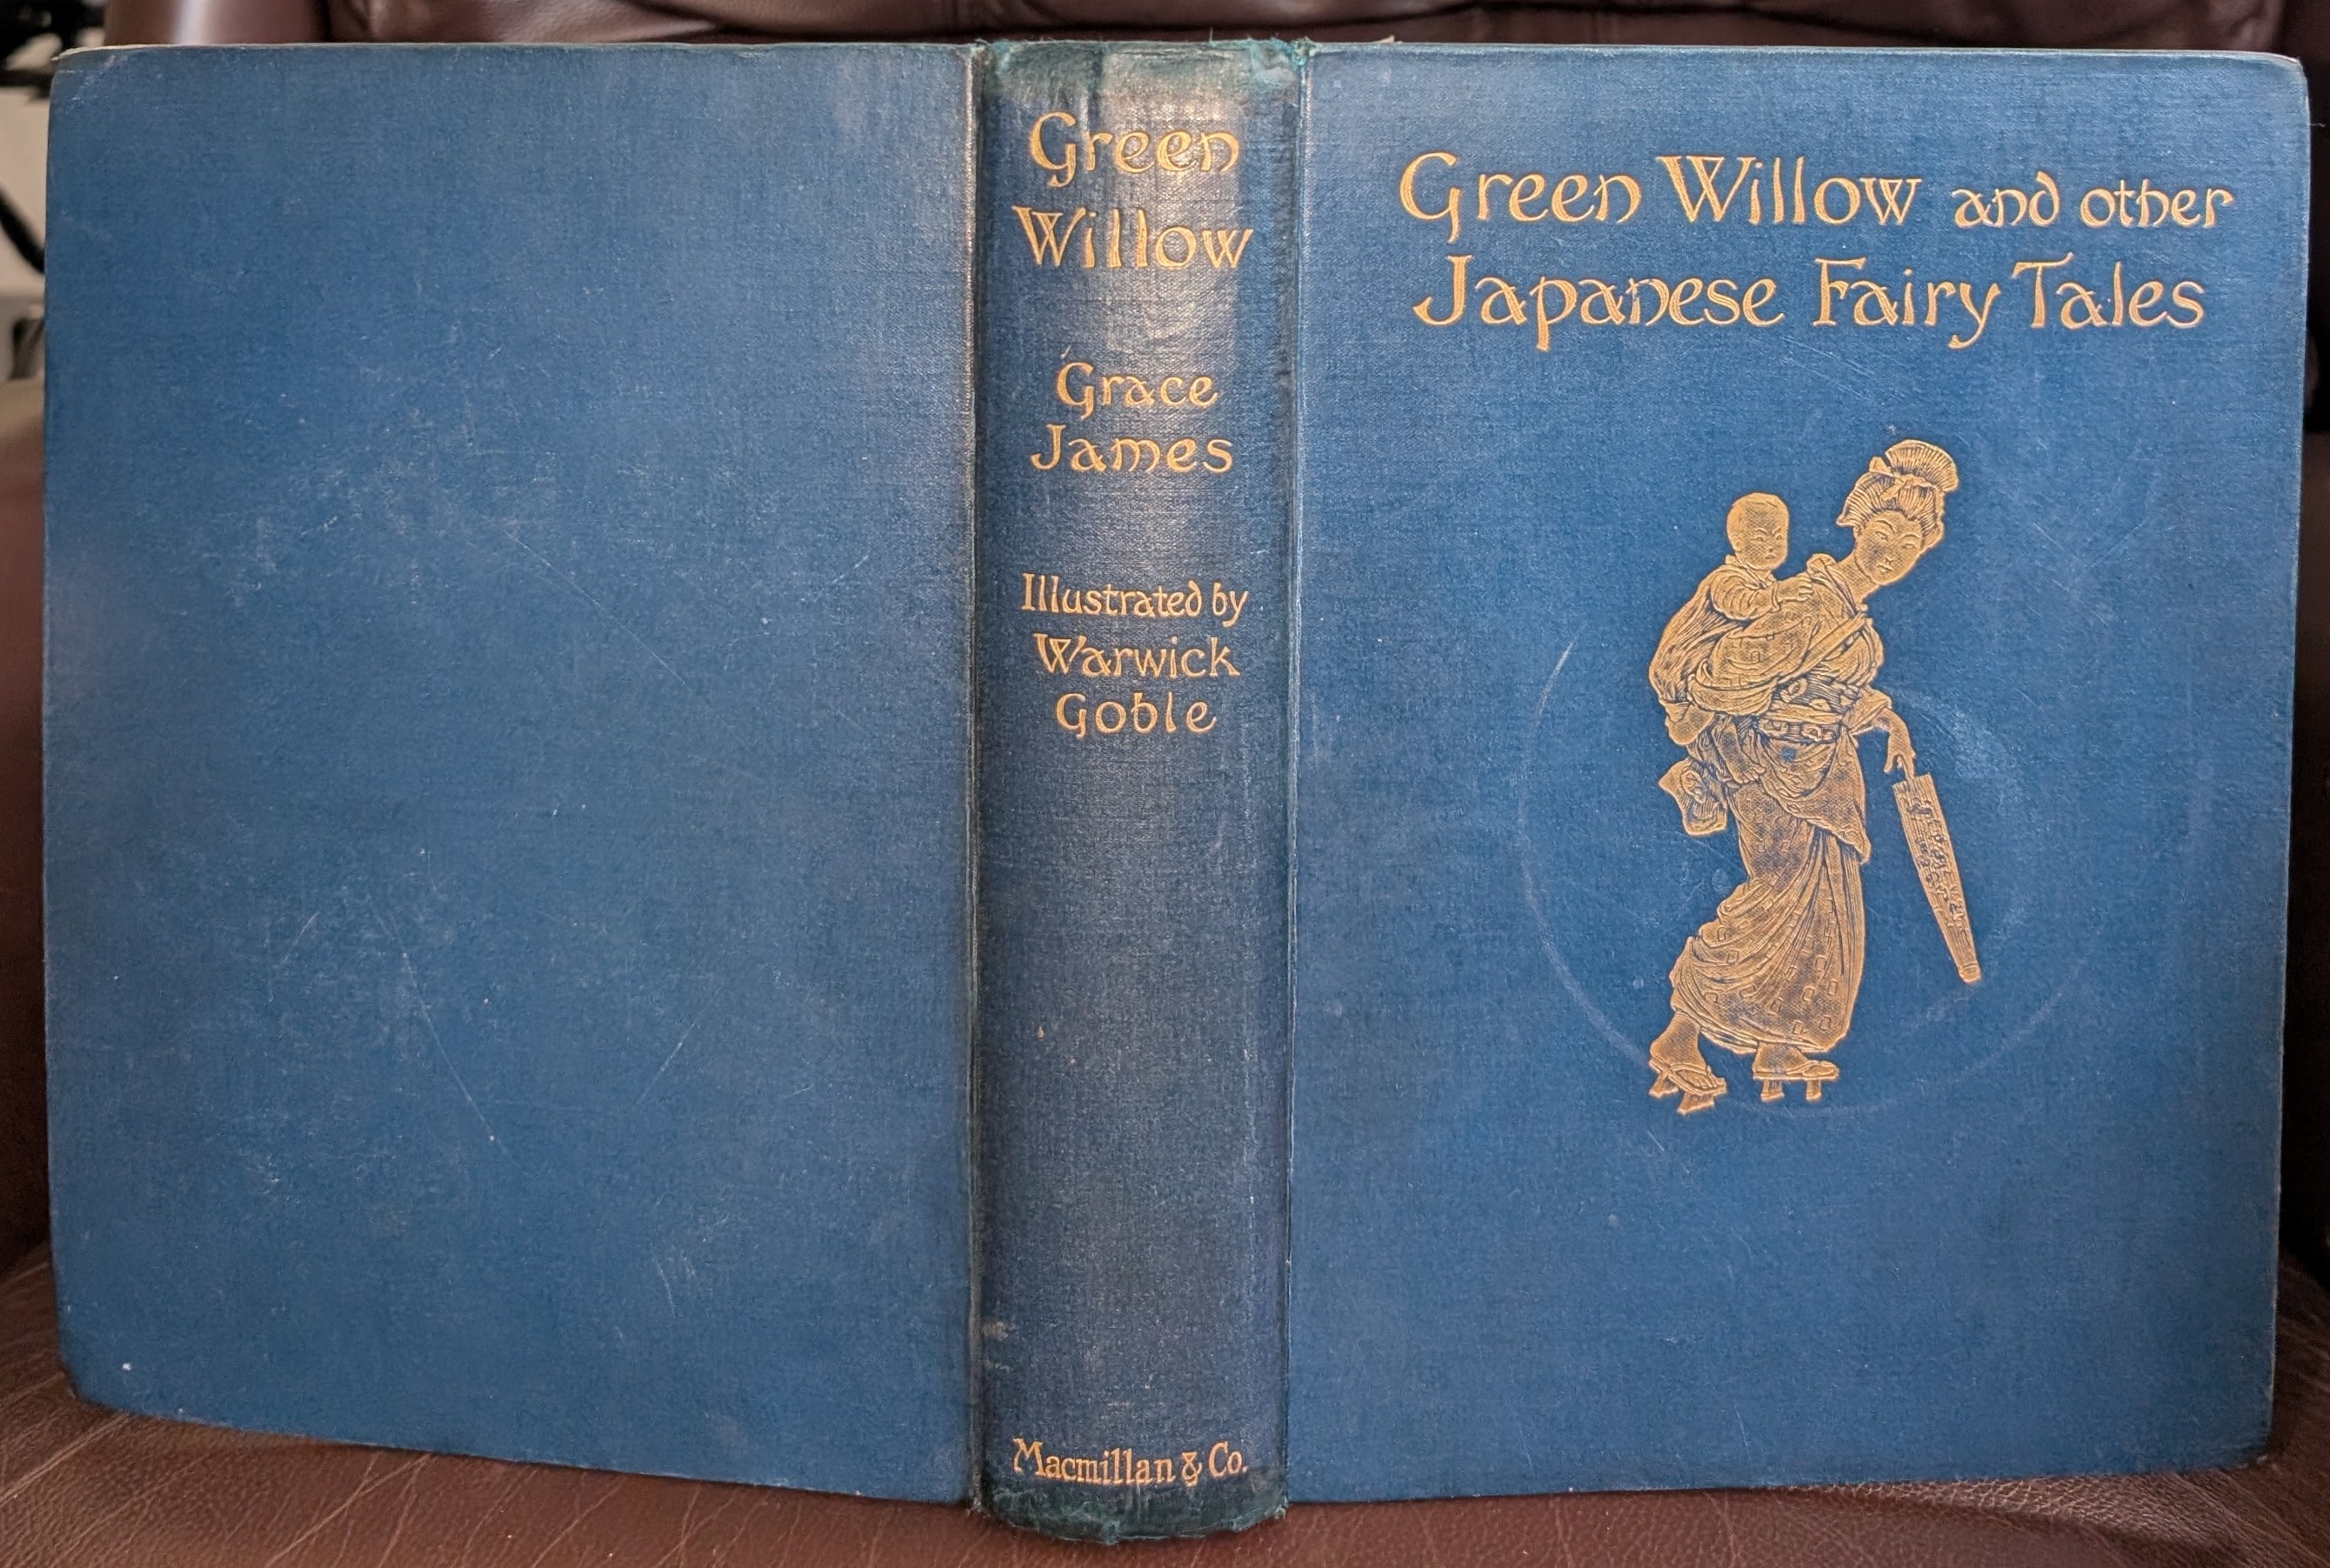 Green
Willow
Grace
James
Illustrated by
Warwick
Goble
Macmillan & Co.
Green Willow and other
Japanese Fairy Tales